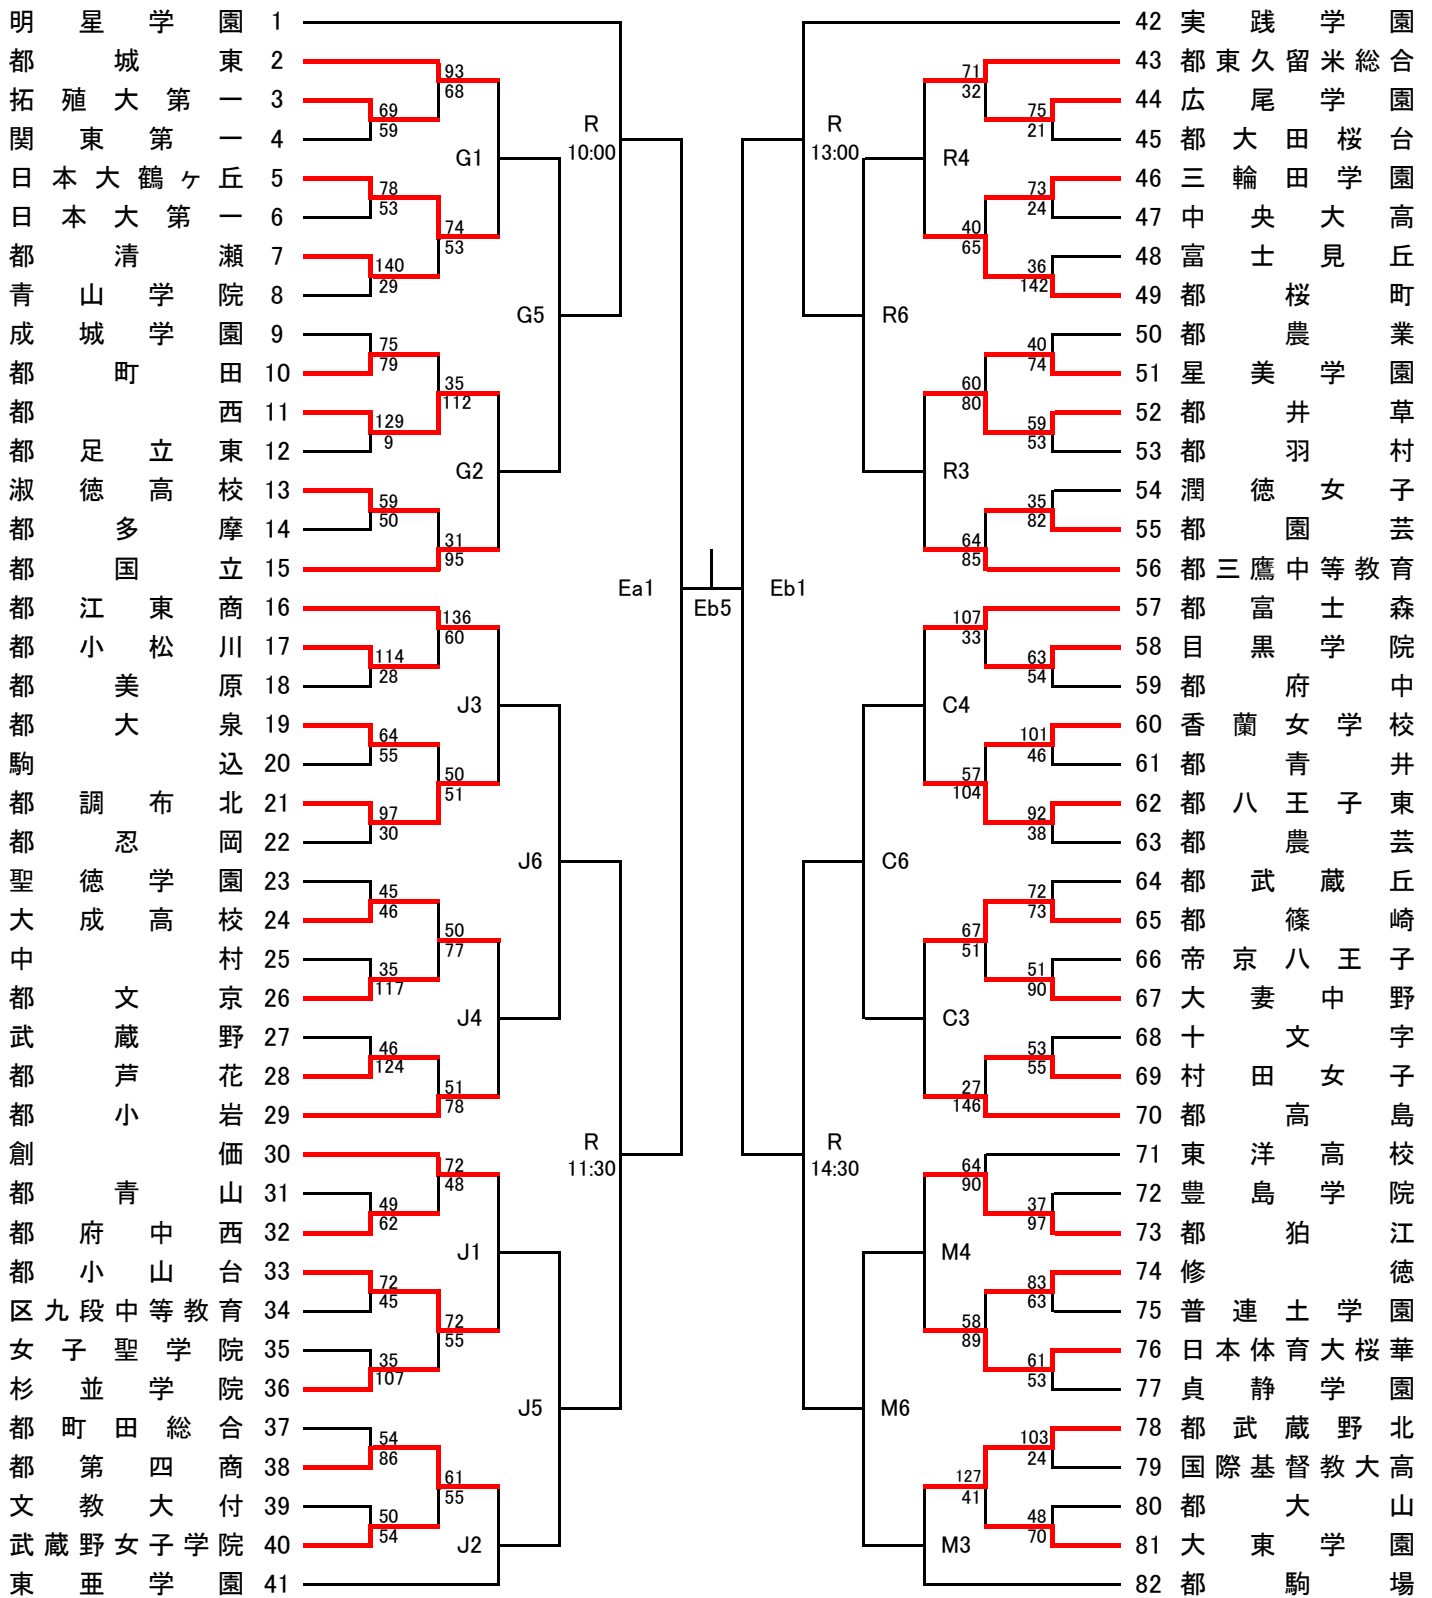 明星学園 1
都城東 2
93
68
拓殖大第一 3
69
59
関東第一 4
G1
日本大鶴ヶ丘 5
78
53
日本大第一 6
74
53
都清瀬 7
140
29
青山学院 8
R
10:00
G5
成城学園 9
75
79
都町田 10
35
112
都西 11
129
9
都足立東 12
G2
淑徳高校 13
59
50
都多摩 14
31
95
都国立 15
Ea1
都江東商 16
136
60
都小松川 17
114
28
都美原 18
J3
都大泉 19
64
55
駒込 20
50
51
都調布北 21
97
30
都忍岡 22
J6
聖徳学園 23
45
46
大成高校 24
50
77
中村 25
35
117
都文京 26
J4
武蔵野 27
46
124
都芦花 28
51
78
都小岩 29
R
11:30
創価 30
72
48
都青山 31
49
62
都府中西 32
J1
都小山台 33
72
45
区九段中等教育 34
72
55
女子聖学院 35
35
107
杉並学院 36
J5
都町田総合 37
54
86
都第四商 38
61
55
文教大付 39
50
54
武蔵野女子学院 40
J2
東亜学園 41
Eb5
42 実践学園
43 都東久留米総合
71
32
44 広尾学園
75
21
45 都大田桜台
R
13:00
R4
46 三輪田学園
73
24
47 中央大高
40
65
48 富士見丘
36
142
49 都桜町
R6
50 都農業
40
74
51 星美学園
60
80
52 都井草
59
53
53 都羽村
R3
54 潤徳女子
35
82
55 都園芸
64
85
56 都三鷹中等教育
Eb1
57 都富士森
107
33
58 目黒学院
63
54
59 都府中
C4
60 香蘭女学校
101
46
61 都青井
57
104
62 都八王子東
92
38
63 都農芸
C6
64 都武蔵丘
72
73
65 都篠崎
67
51
66 帝京八王子
51
90
67 大妻中野
C3
68 十文字
53
55
69 村田女子
27
146
70 都高島
R
14:30
71 東洋高校
64
90
72 豊島学院
37
97
73 都狛江
M4
74 修徳
83
63
75 普連土学園
58
89
76 日本体育大桜華
61
53
77 貞静学園
M6
78 都武蔵野北
103
24
79 国際基督教大高
127
41
80 都大山
48
70
81 大東学園
M3
82 都駒場